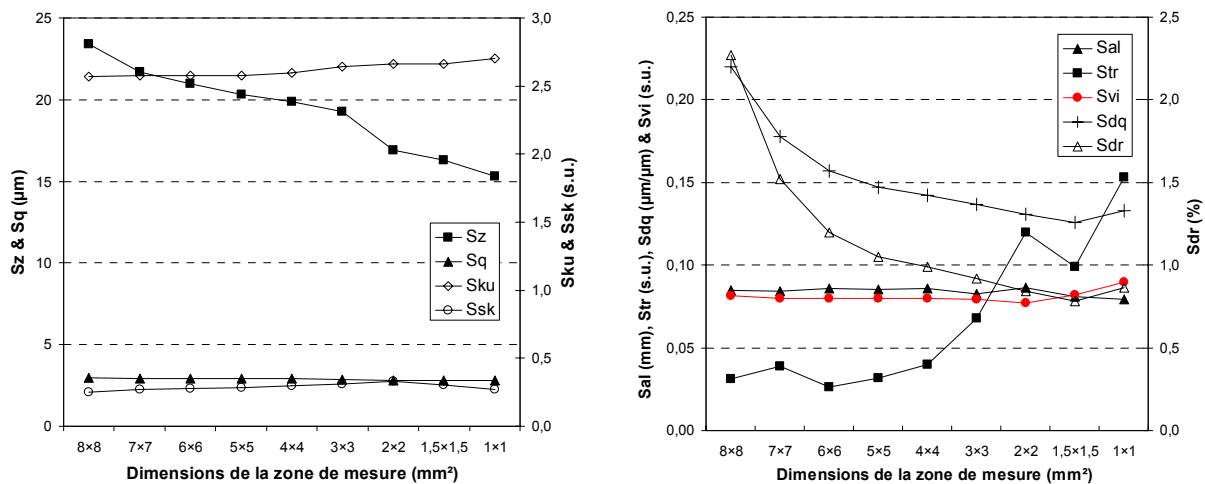 25
20
15
10
5
0
Sz & Sq (µm)
3,0
2,5
2,0
1,5
1,0
0,5
0,0
Sku & Ssk (s.u.)
Sz
Sq
Sku
Ssk
8×8 7×7 6×6 5×5 4×4 3×3 2×2 1,5×1,5 1×1
Dimensions de la zone de mesure (mm²)
0,25
0,20
0,15
0,10
0,05
0,00
Sal (mm), Str (s.u.), Sdq (µm/µm) & Svi (s.u.)
2,5
2,0
1,5
1,0
0,5
0,0
Sdr (%)
Sal
Str
Svi
Sdq
Sdr
8×8 7×7 6×6 5×5 4×4 3×3 2×2 1,5×1,5 1×1
Dimensions de la zone de mesure (mm²)